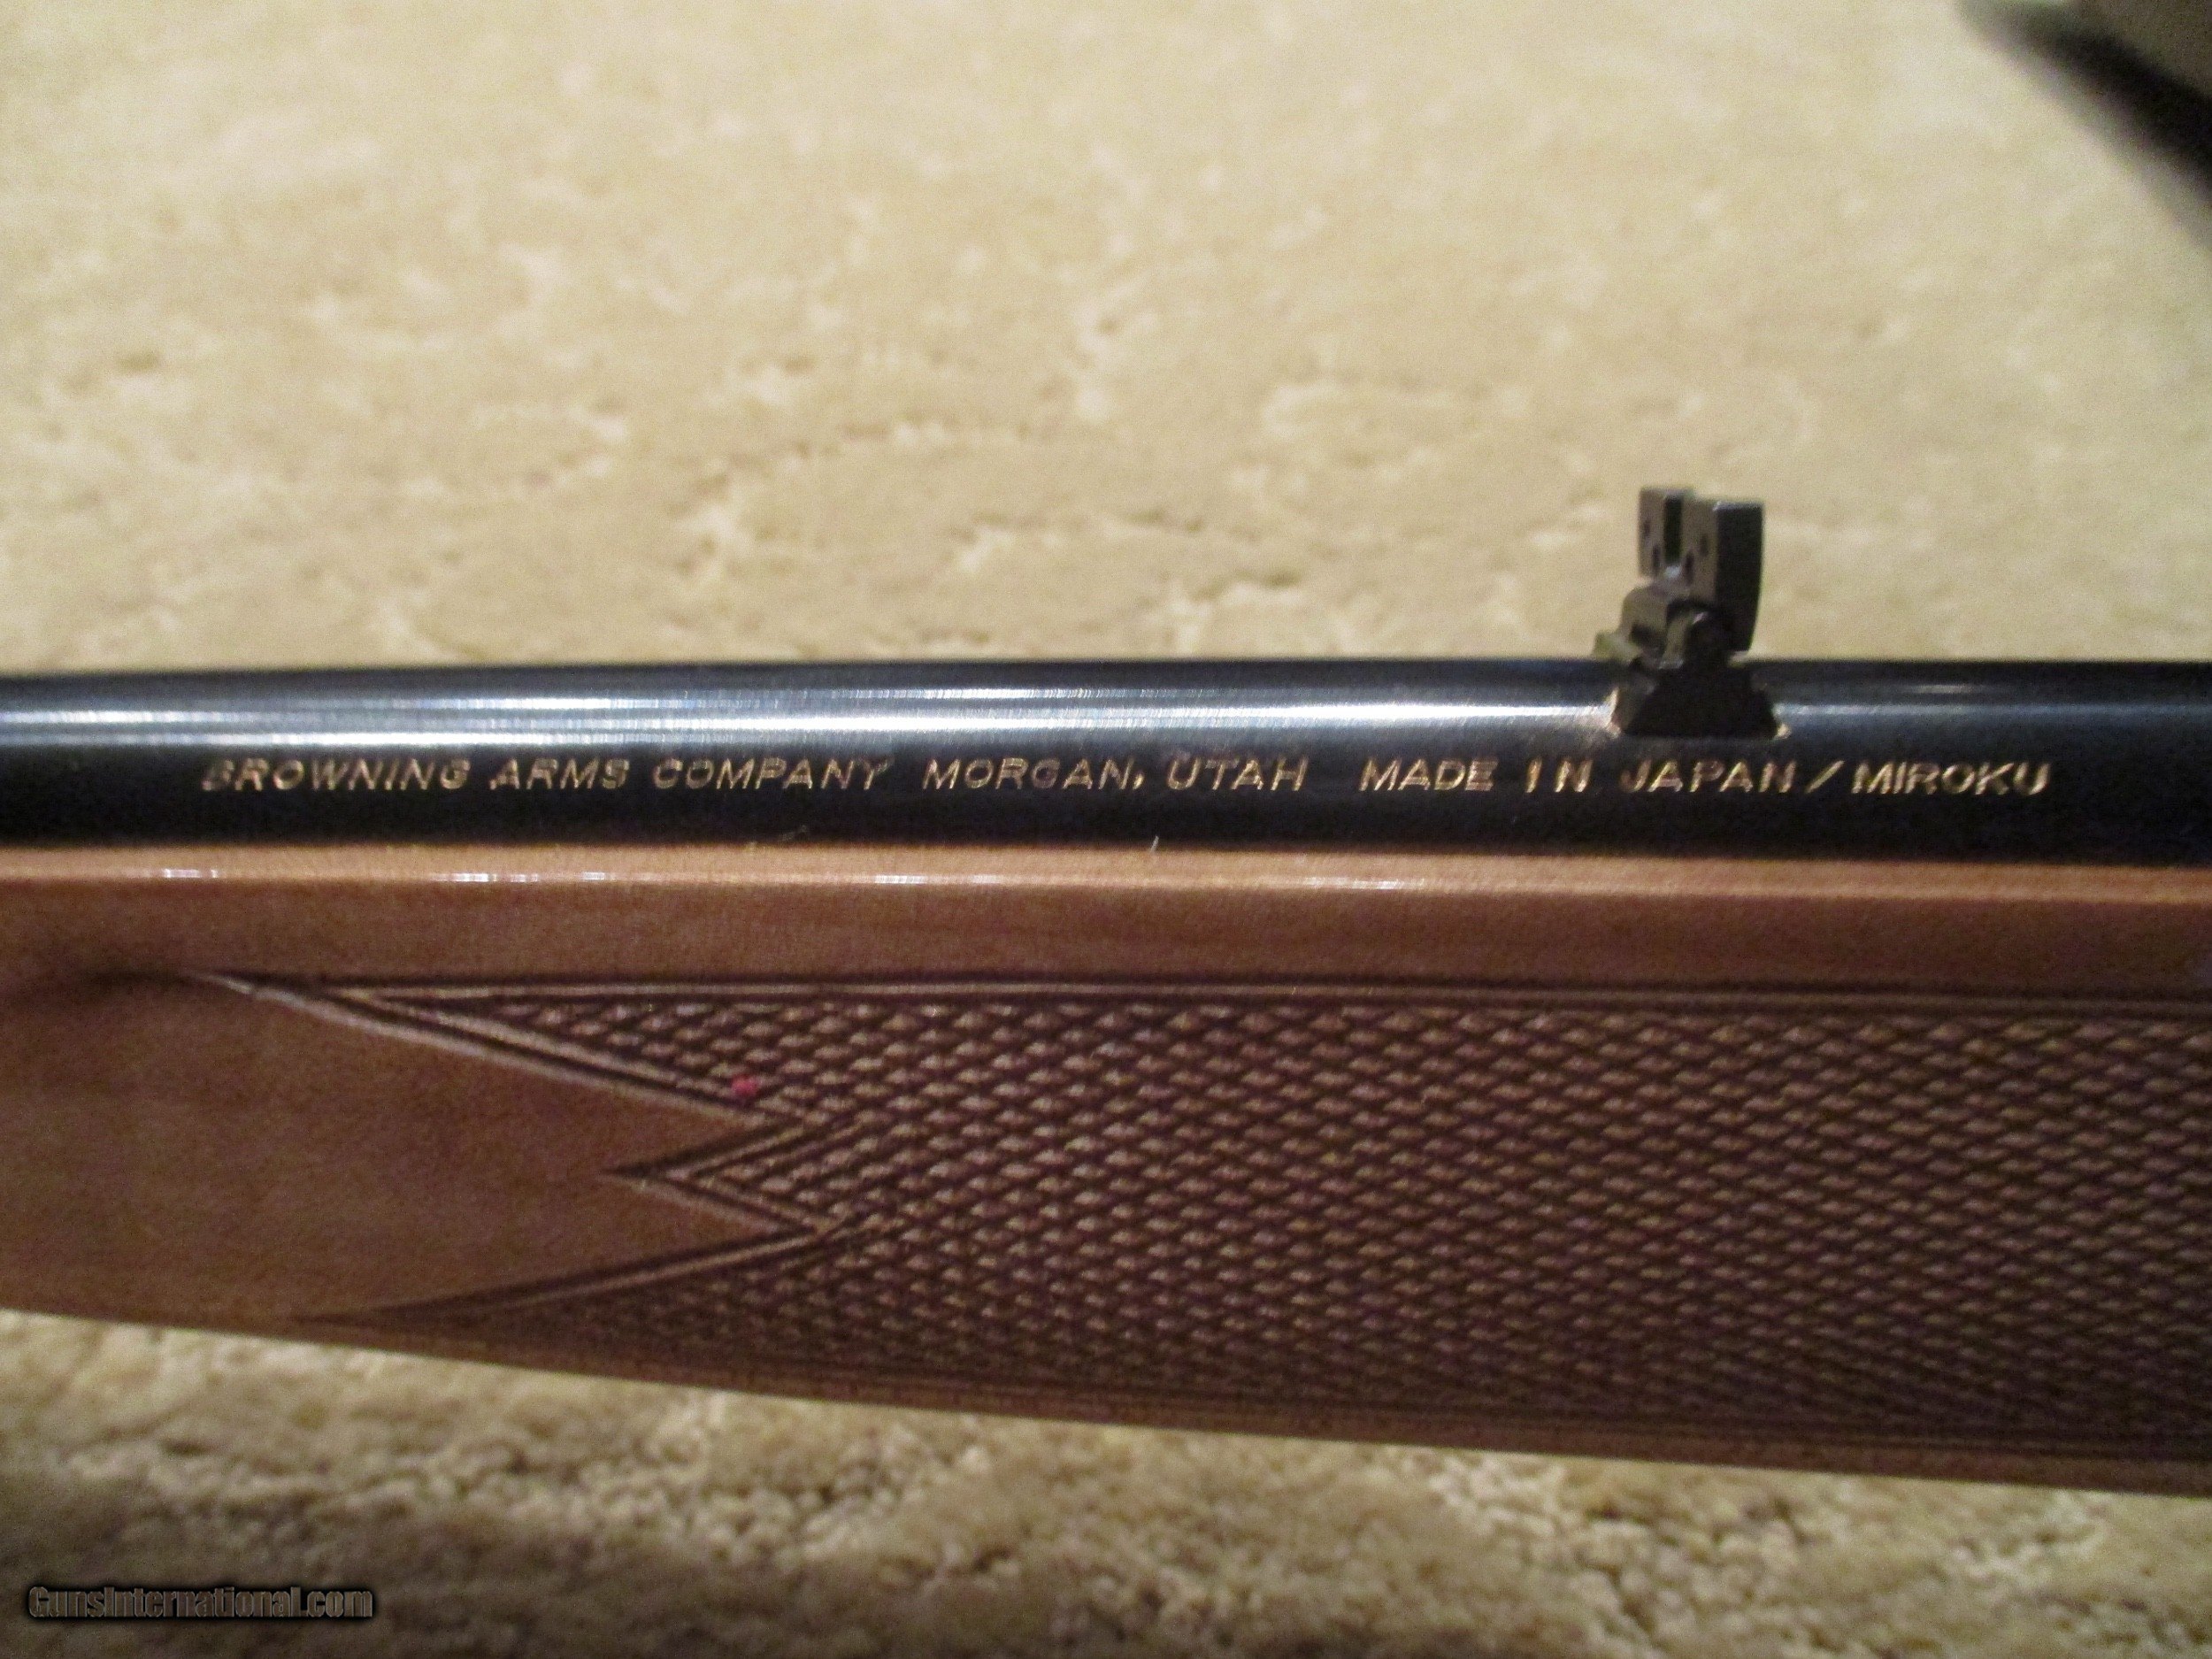 BROWNING ARMS COMPANY MORGAN, UTAH MADE IN JAPAN / MIROKU
GunsInternational.com